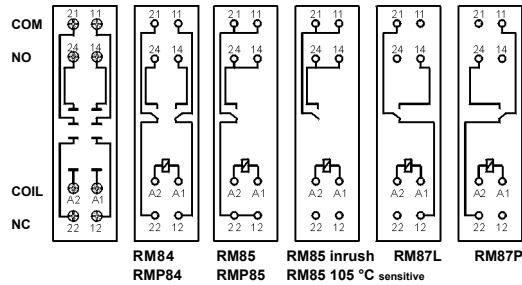 21 11 21 11 21 11 21 11 21 11 21 11
COM
NO
24 14 24 14 24 14 24 14 24 14 24 14
COIL
A2 A1 A2 A1 A2 A1 A2 A1 A2 A1 A2 A1
NC
22 12 22 12 22 12 22 12 22 12 22 12
RM84 RM85 RM85 inrush RM87L RM87P
RMP84 RMP85 RM85 105 °C sensitive